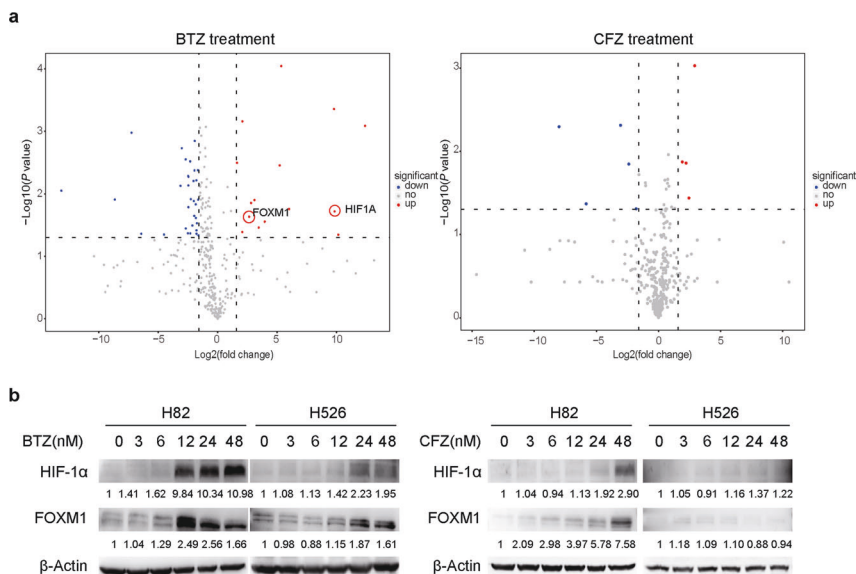 a
BTZ treatment
CFZ treatment
−Log10(P value)
4
3
2
1
0
−10
−5
0
5
10
Log2(fold change)
FOXM1
HIF1A
significant
down
no
up
−Log10(P value)
3
2
1
0
−15
−10
−5
0
5
10
Log2(fold change)
significant
down
no
up
b
H82 H526 H82 H526
BTZ(nM) 0 3 6 12 24 48 0 3 6 12 24 48 CFZ(nM) 0 3 6 12 24 48 0 3 6 12 24 48
HIF-1α HIF-1α
1 1.41 1.62 9.84 10.34 10.98 1 1.08 1.13 1.42 2.23 1.95 1 1.04 0.94 1.13 1.92 2.90 1 1.05 0.91 1.16 1.37 1.22
FOXM1 FOXM1
1 1.04 1.29 2.49 2.56 1.66 1 0.98 0.88 1.15 1.87 1.61 1 2.09 2.98 3.97 5.78 7.58 1 1.18 1.09 1.10 0.88 0.94
β-Actin β-Actin